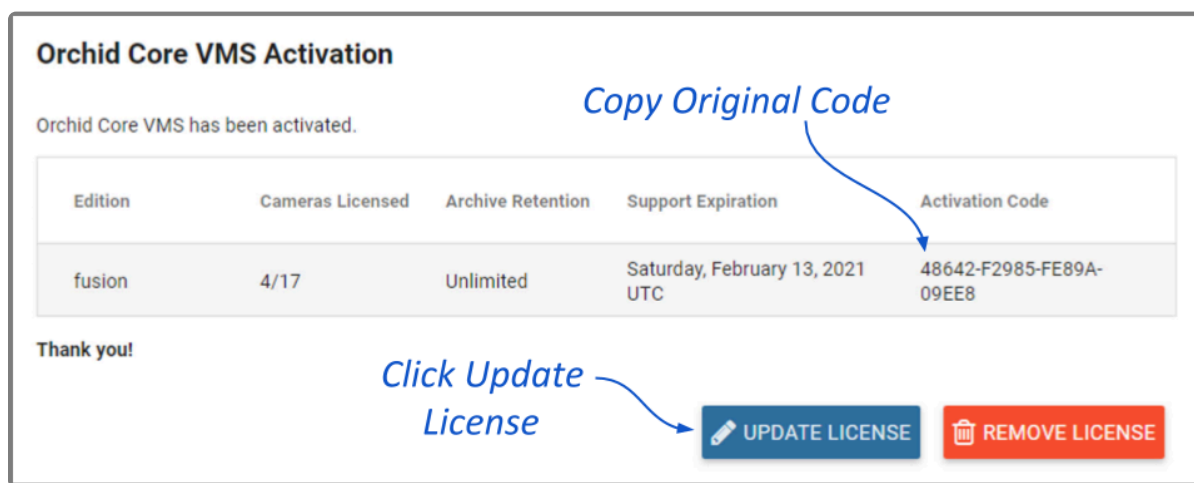 Orchid Core VMS Activation
Copy Original Code
Orchid Core VMS has been activated.
Edition Cameras Licensed Archive Retention Support Expiration Activation Code
fusion 4/17 Unlimited Saturday, February 13, 2021 48642-F2985-FE89A-
UTC 09EE8
Thank you!
Click Update
License
UPDATE LICENSE REMOVE LICENSE